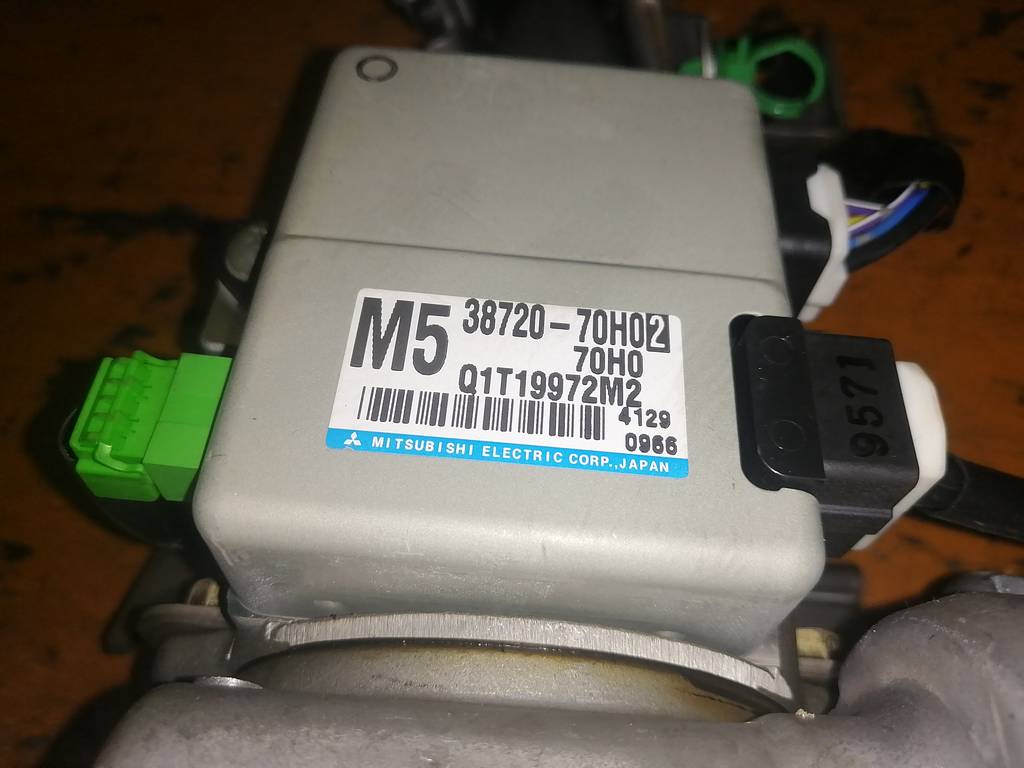 M5 38720-70H02
70H0
Q1T19972M2
4129
0966
MITSUBISHI ELECTRIC CORP.,JAPAN
9571